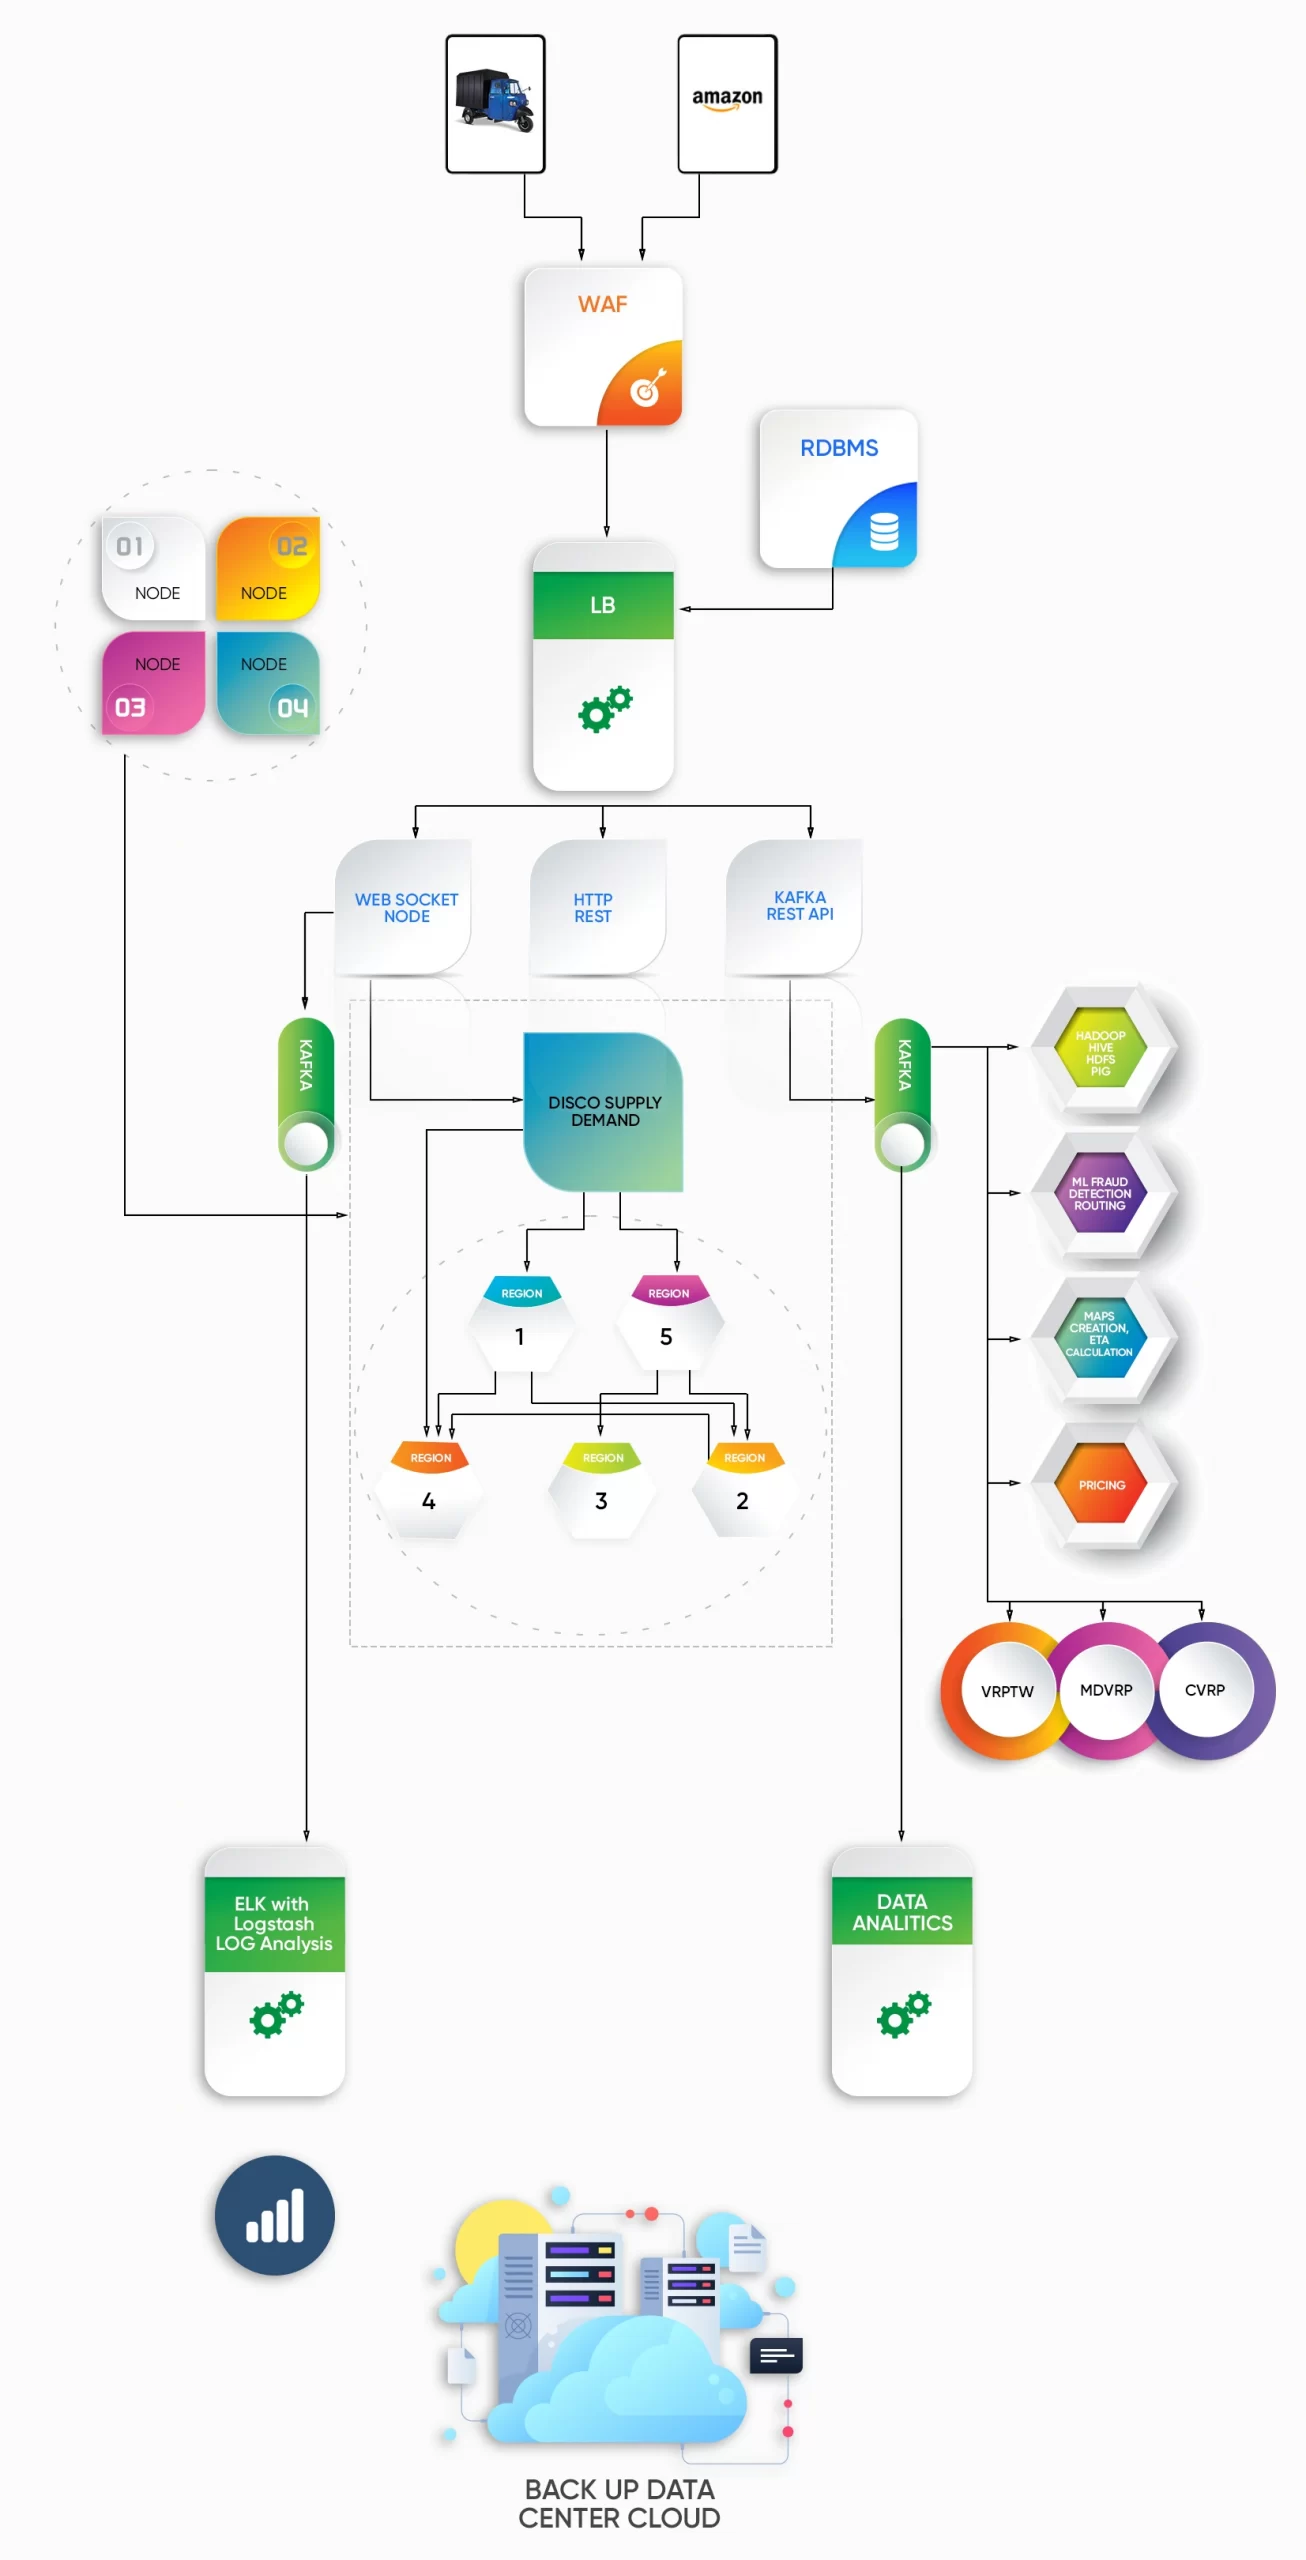 amazon
WAF
RDBMS
01
NODE
02
NODE
NODE
03
NODE
04
LB
WEB SOCKET
NODE
HTTP
REST
KAFKA
REST API
KAFKA
DISCO SUPPLY
DEMAND
KAFKA
HADOOP
HIVE
HDFS
PIG
ML FRAUD
DETECTION
ROUTING
MAPS
CREATION,
ETA
CALCULATION
PRICING
REGION
1
REGION
5
REGION
4
REGION
3
REGION
2
VRPTW
MDVRP
CVRP
ELK with
Logstash
LOG Analysis
DATA
ANALITICS
BACK UP DATA
CENTER CLOUD